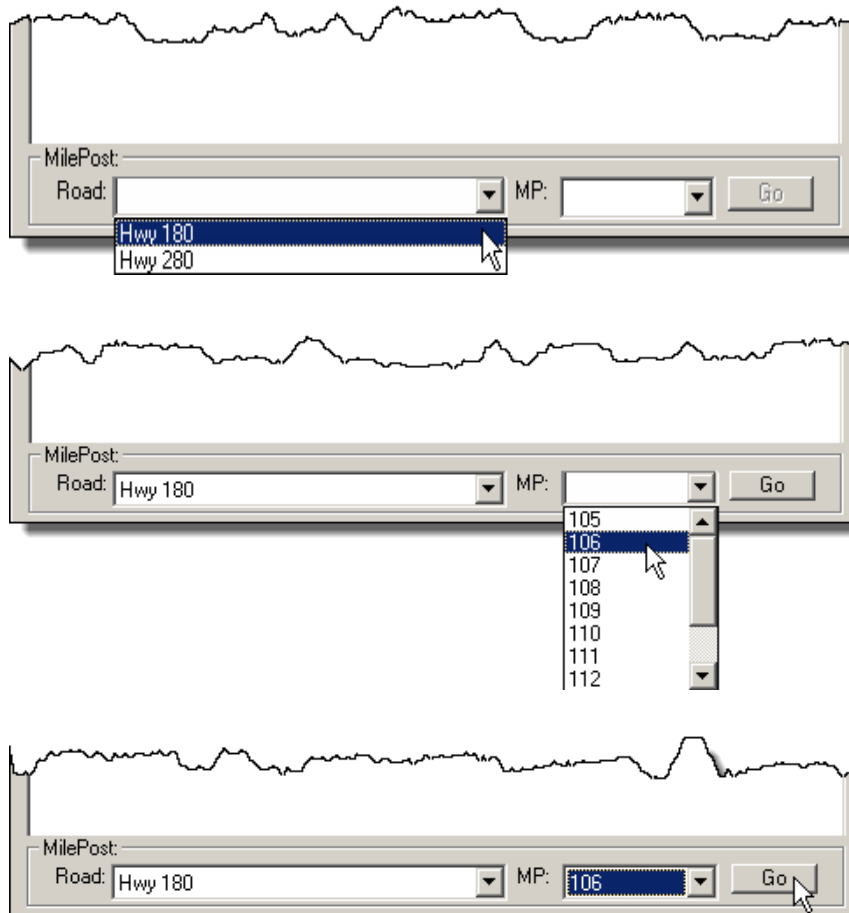 MilePost:
Road: MP: Go
Hwy 180
Hwy 280
MilePost:
Road: Hwy 180 MP: Go
105
106
107
108
109
110
111
112
MilePost:
Road: Hwy 180 MP: 106 Go